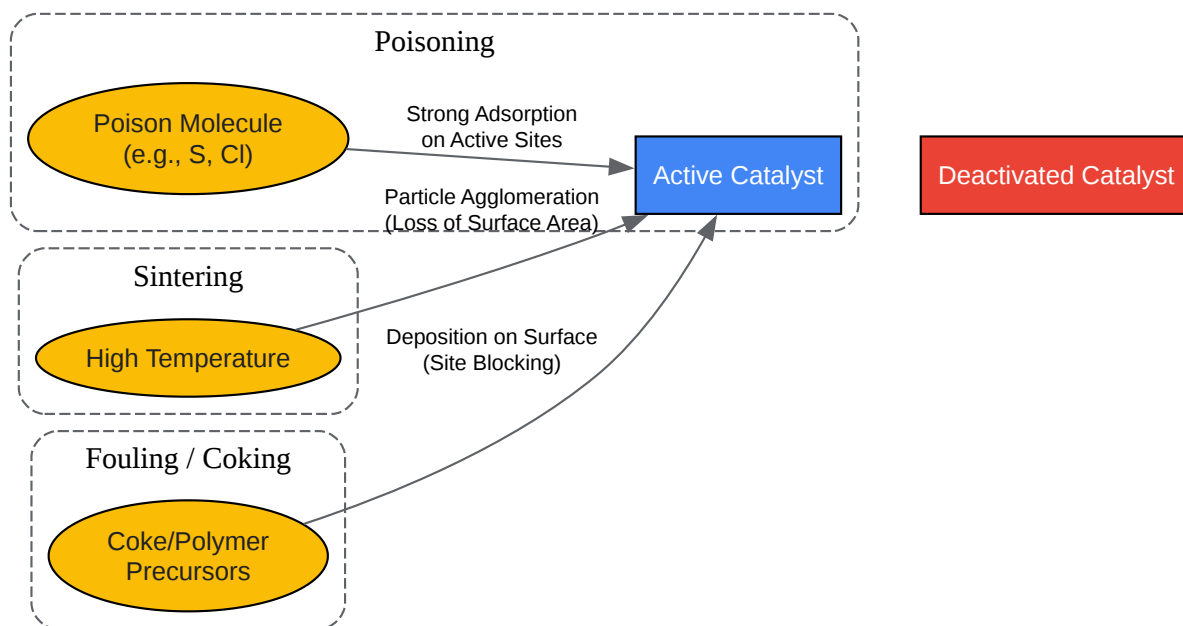 Poisoning
Poison Molecule
(e.g., S, Cl)
Strong Adsorption
on Active Sites
Active Catalyst
Deactivated Catalyst
Particle Agglomeration
(Loss of Surface Area)
Sintering
High Temperature
Deposition on Surface
(Site Blocking)
Fouling / Coking
Coke/Polymer
Precursors